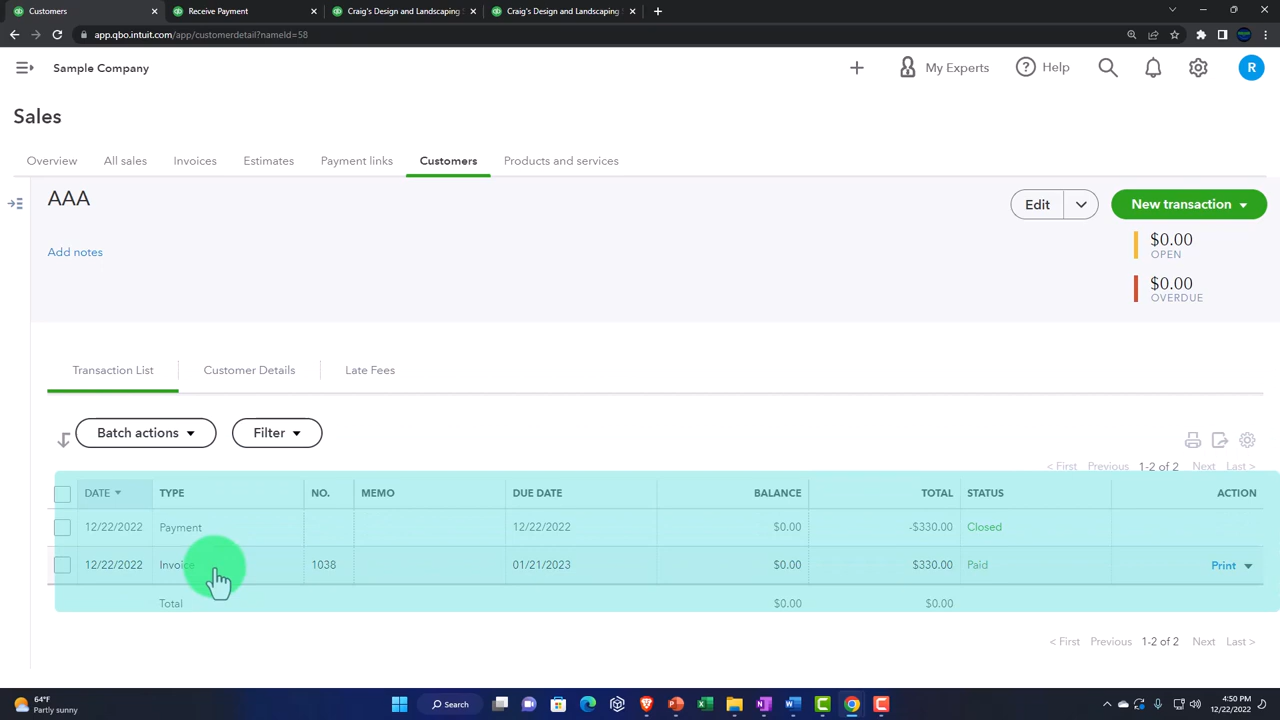 Customers × Receive Payment × Craig's Design and Landscaping × Craig's Design and Landscaping × +
app.qbo.intuit.com/app/customerdetail?nameId=58
Sample Company + My Experts ? Help R
Sales
Overview All sales Invoices Estimates Payment links Customers Products and services
AAA Edit New transaction
$0.00
Add notes OPEN
$0.00
OVERDUE
Transaction List Customer Details Late Fees
Batch actions Filter
< First Previous 1-2 of 2 Next Last >
DATE TYPE NO. MEMO DUE DATE BALANCE TOTAL STATUS ACTION
12/22/2022 Payment 12/22/2022 $0.00 -$330.00 Closed
12/22/2022 Invoice 1038 01/21/2023 $0.00 $330.00 Paid Print
Total $0.00 $0.00
< First Previous 1-2 of 2 Next Last >
64°F
Partly sunny
Search
4:50 PM
12/22/2022